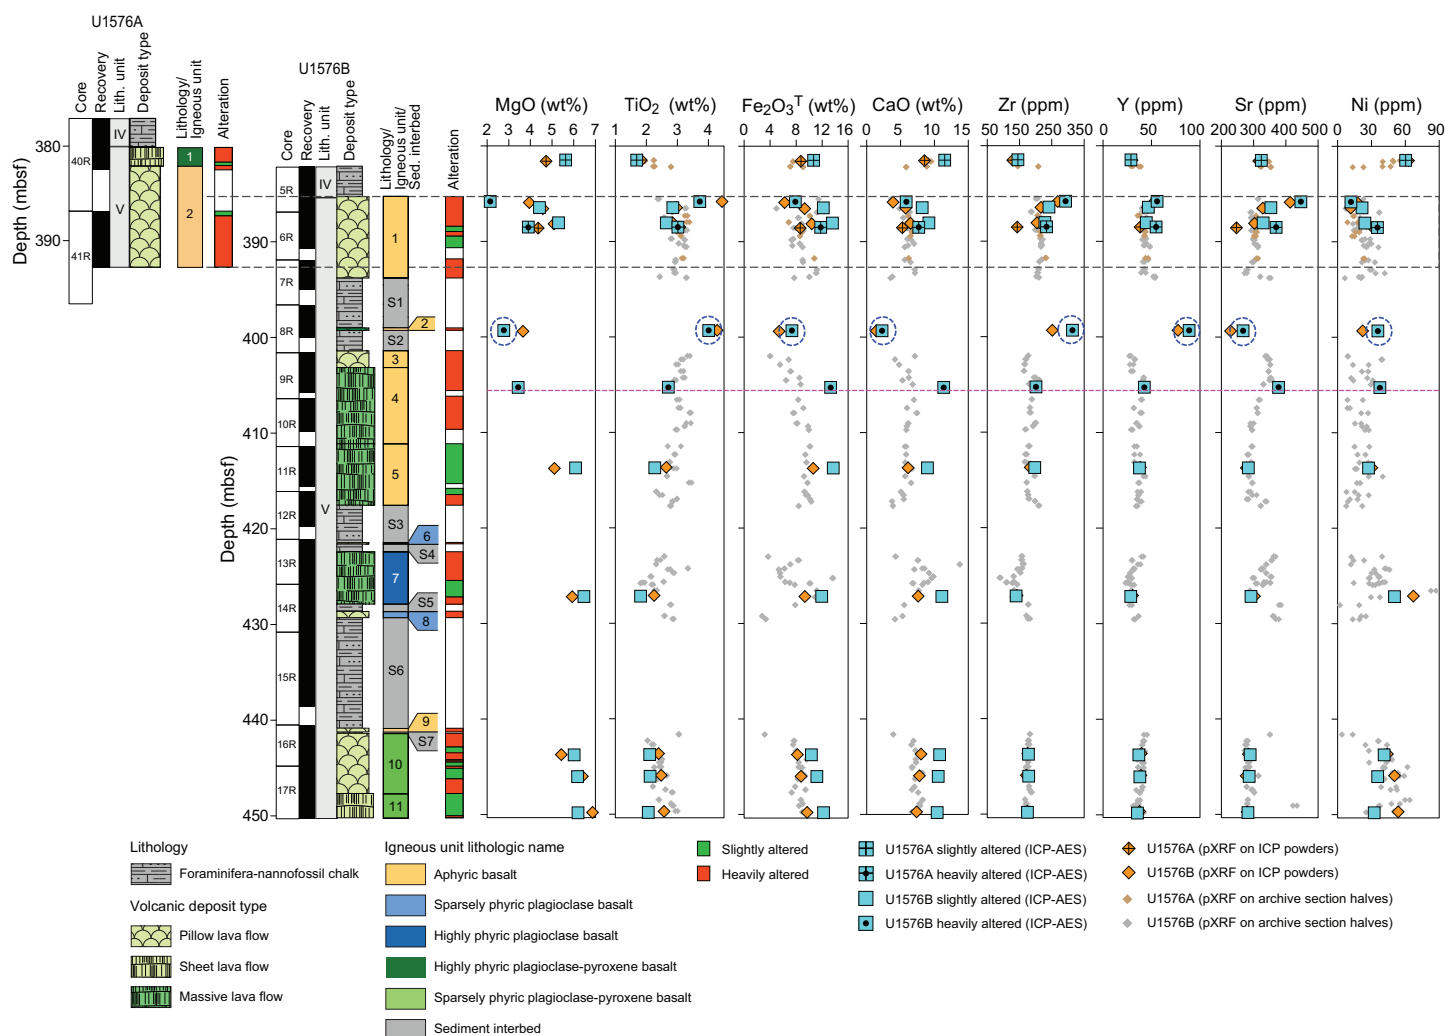 U1576A
Core
Recovery
Lith. unit
Deposit type
Lithology/
Igneous unit
Alteration
Depth (mbsf)
380
390
40R
41R
IV
V
1
2
U1576B
Core
Recovery
Lith. unit
Deposit type
Lithology/
Igneous unit/
Sed. interbed
Alteration
Depth (mbsf)
390
400
410
420
430
440
450
5R
6R
7R
8R
9R
10R
11R
12R
13R
14R
15R
16R
17R
IV
V
1
S1
2
S2
3
4
5
S3
6
S4
7
S5
8
S6
9
S7
10
11
MgO (wt%)
2 3 4 5 6 7
TiO2 (wt%)
1 2 3 4
Fe2O3T (wt%)
0 4 8 12 16
CaO (wt%)
0 5 10 15
Zr (ppm)
50 150 250 350
Y (ppm)
0 50 100
Sr (ppm)
200 300 400 500
Ni (ppm)
0 30 60 90
Lithology
Foraminifera-nannofossil chalk
Volcanic deposit type
Pillow lava flow
Sheet lava flow
Massive lava flow
Igneous unit lithologic name
Aphyric basalt
Sparsely phyric plagioclase basalt
Highly phyric plagioclase basalt
Highly phyric plagioclase-pyroxene basalt
Sparsely phyric plagioclase-pyroxene basalt
Sediment interbed
Slightly altered
Heavily altered
U1576A slightly altered (ICP-AES)
U1576A heavily altered (ICP-AES)
U1576B slightly altered (ICP-AES)
U1576B heavily altered (ICP-AES)
U1576A (pXRF on ICP powders)
U1576B (pXRF on ICP powders)
U1576A (pXRF on archive section halves)
U1576B (pXRF on archive section halves)